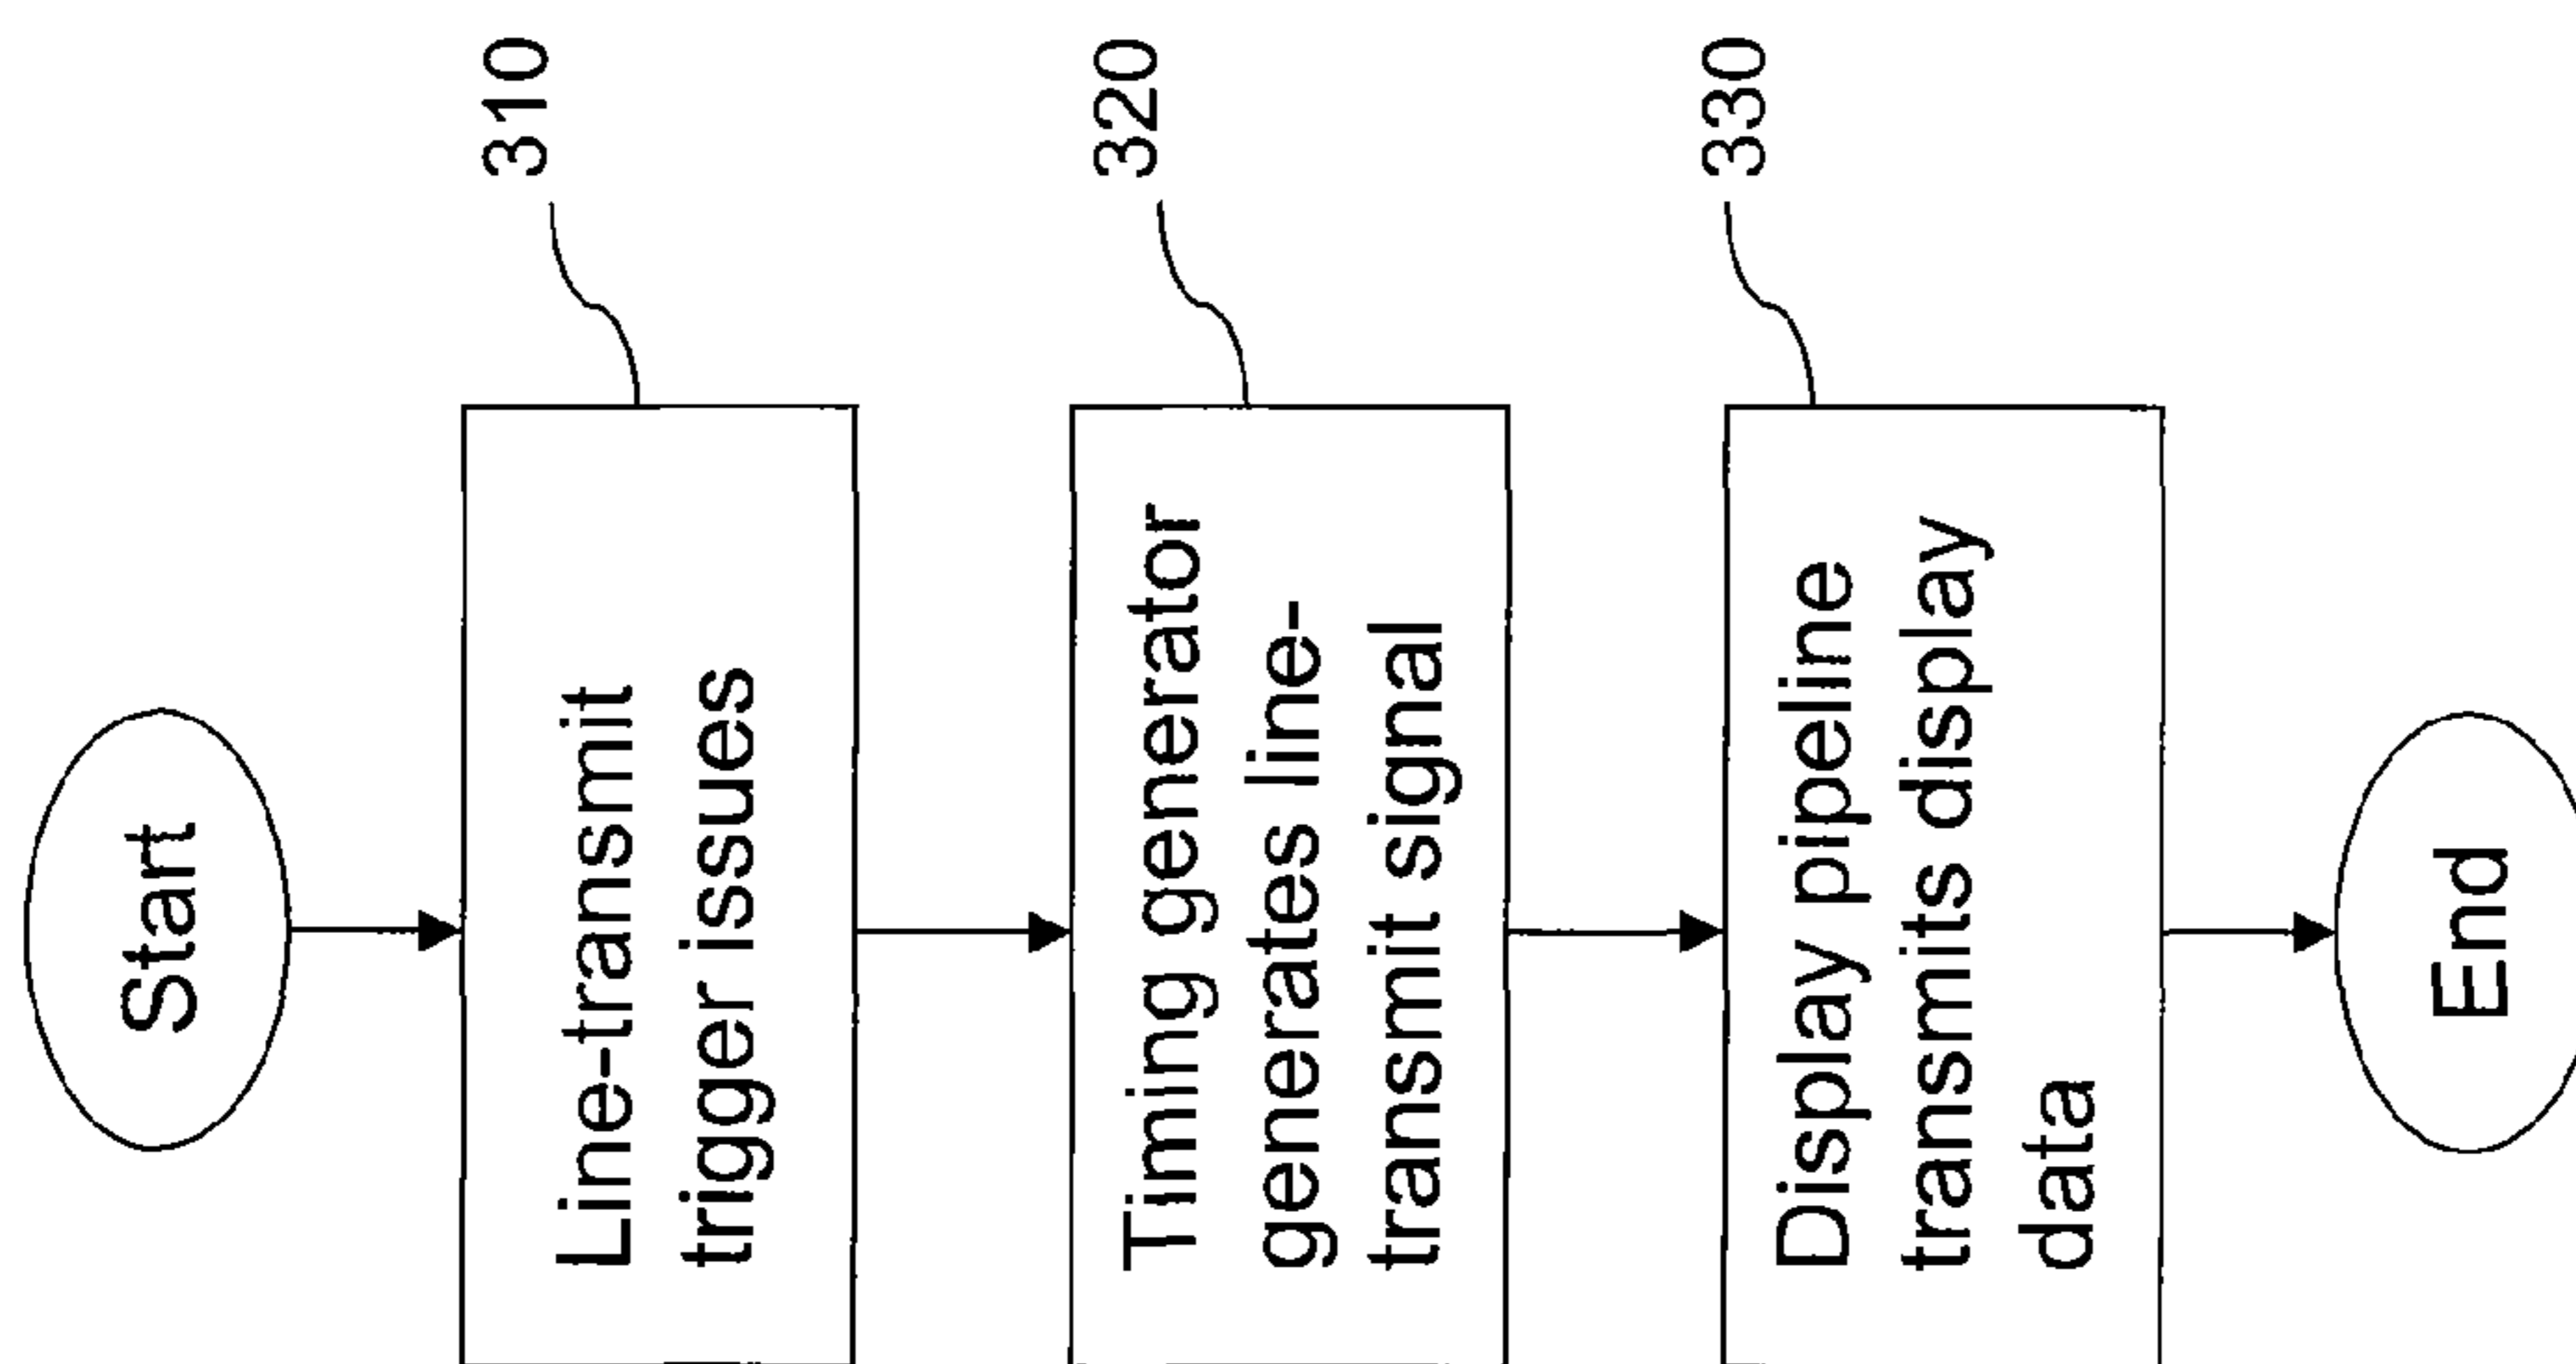 Start
310
Line-transmit
trigger issues
320
Timing generator
generates line-
transmit signal
330
Display pipeline
transmits display
data
End